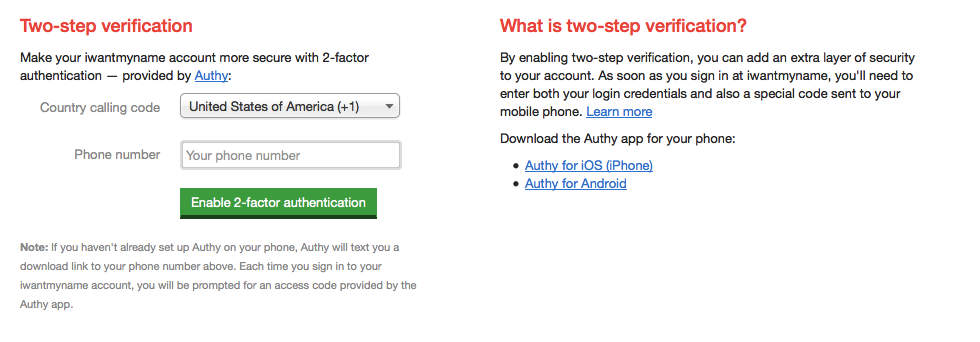 Two-step verification
Make your iwantmyname account more secure with 2-factor
authentication — provided by Authy:
Country calling code
United States of America (+1)
Phone number
Your phone number
Enable 2-factor authentication
Note: If you haven't already set up Authy on your phone, Authy will text you a
download link to your phone number above. Each time you sign in to your
iwantmyname account, you will be prompted for an access code provided by the
Authy app.
What is two-step verification?
By enabling two-step verification, you can add an extra layer of security
to your account. As soon as you sign in at iwantmyname, you'll need to
enter both your login credentials and also a special code sent to your
mobile phone. Learn more
Download the Authy app for your phone:
• Authy for iOS (iPhone)
• Authy for Android